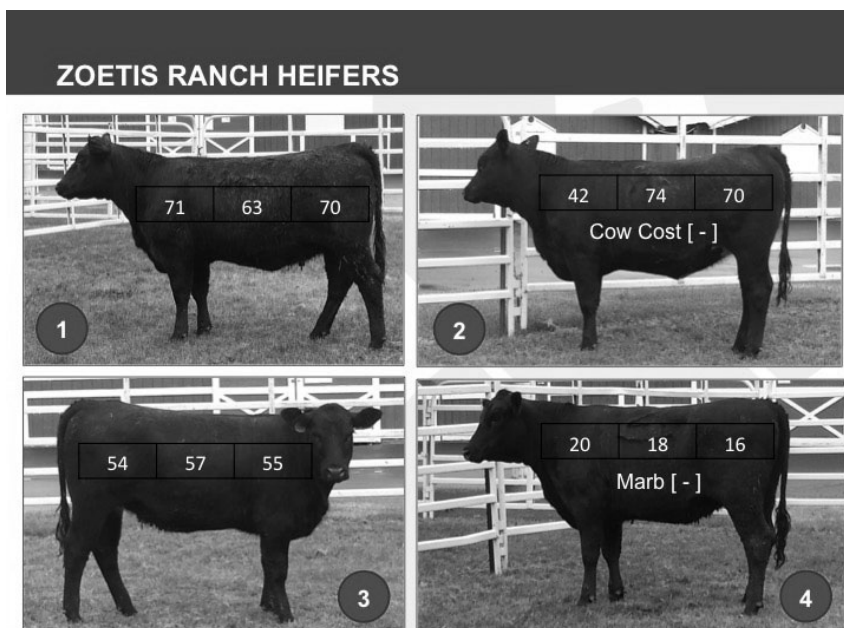 ZOETIS RANCH HEIFERS
71 63 70
1
42 74 70
Cow Cost [ - ]
2
54 57 55
3
20 18 16
Marb [ - ]
4